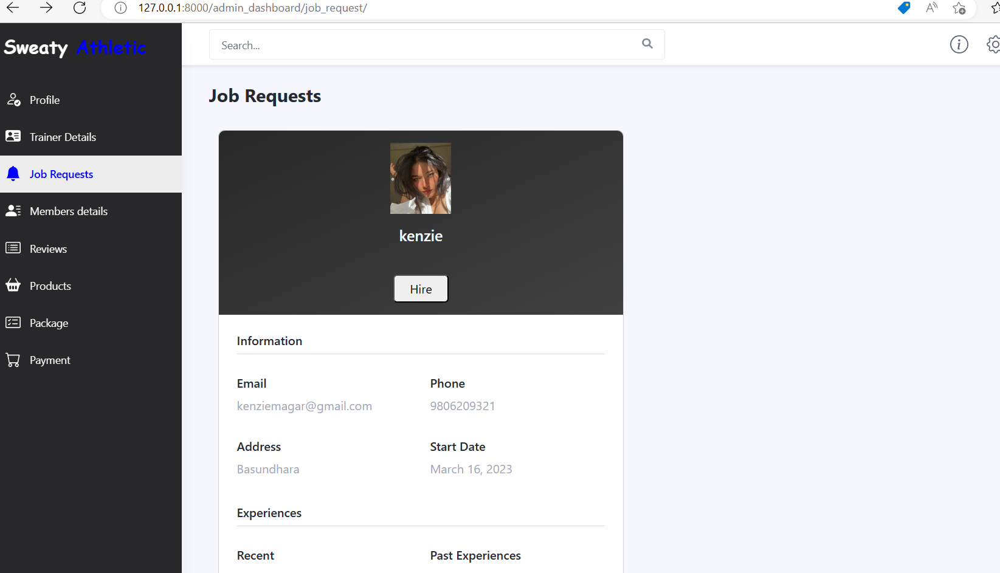 127.0.0.1:8000/admin_dashboard/job_request/
Sweaty Athletic
Search...
Profile
Trainer Details
Job Requests
Members details
Reviews
Products
Package
Payment
Job Requests
kenzie
Hire
Information
Email Phone
kenziemagar@gmail.com 9806209321
Address Start Date
Basundhara March 16, 2023
Experiences
Recent Past Experiences